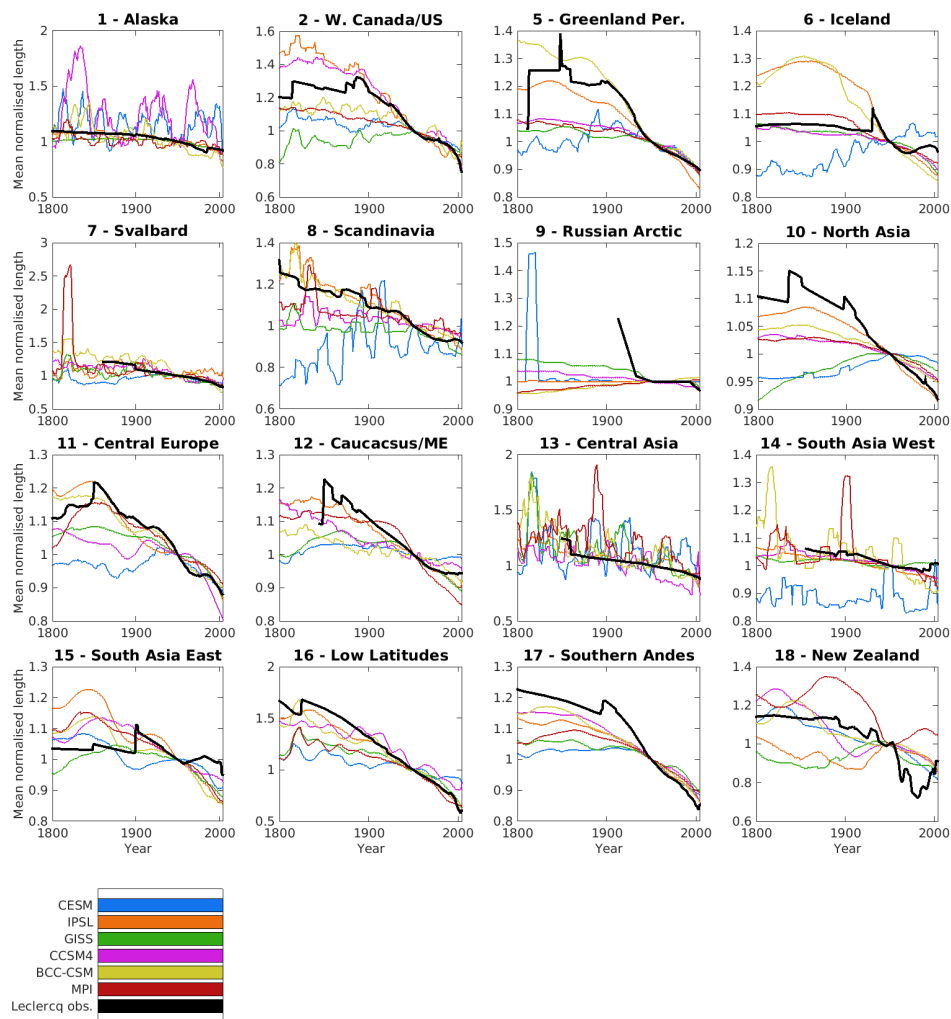 1 - Alaska
2 - W. Canada/US
5 - Greenland Per.
6 - Iceland
Mean normalised length
2
1.5
1
0.5
1800 1900 2000
1.6
1.4
1.2
1
0.8
0.6
1800 1900 2000
1.4
1.3
1.2
1.1
1
0.9
0.8
1800 1900 2000
1.4
1.3
1.2
1.1
1
0.9
0.8
1800 1900 2000
7 - Svalbard
8 - Scandinavia
9 - Russian Arctic
10 - North Asia
Mean normalised length
3
2.5
2
1.5
1
0.5
1800 1900 2000
1.4
1.2
1
0.8
0.6
1800 1900 2000
1.5
1.4
1.3
1.2
1.1
1
0.9
1800 1900 2000
1.2
1.15
1.1
1.05
1
0.95
0.9
1800 1900 2000
11 - Central Europe
12 - Caucacsus/ME
13 - Central Asia
14 - South Asia West
Mean normalised length
1.3
1.2
1.1
1
0.9
0.8
1800 1900 2000
1.3
1.2
1.1
1
0.9
0.8
1800 1900 2000
2
1.5
1
0.5
1800 1900 2000
1.4
1.3
1.2
1.1
1
0.9
0.8
1800 1900 2000
15 - South Asia East
16 - Low Latitudes
17 - Southern Andes
18 - New Zealand
Mean normalised length
1.3
1.2
1.1
1
0.9
0.8
1800 1900 2000
Year
2
1.5
1
0.5
1800 1900 2000
Year
1.3
1.2
1.1
1
0.9
0.8
1800 1900 2000
Year
1.4
1.2
1
0.8
0.6
1800 1900 2000
Year
CESM
IPSL
GISS
CCSM4
BCC-CSM
MPI
Leclercq obs.